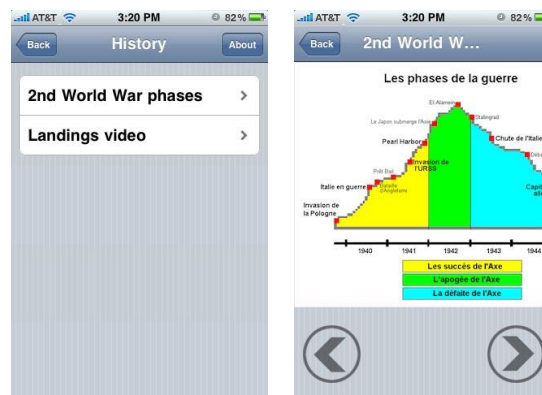 AT&T 3:20 PM 82%
Back History About
2nd World War phases
Landings video
AT&T 3:20 PM 82%
Back 2nd World W...
Les phases de la guerre
El Alamein
Stalingrad
Le Japon submerge l'Asie
Pearl Harbor
Chute de l'Italie
Invasion de
l'URSS
Prêt Bail
Italie en guerre
Bataille
d'Angleterre
Invasion de
la Pologne
1940 1941 1942 1943 1944
Les succès de l'Axe
L'apogée de l'Axe
La défaite de l'Axe